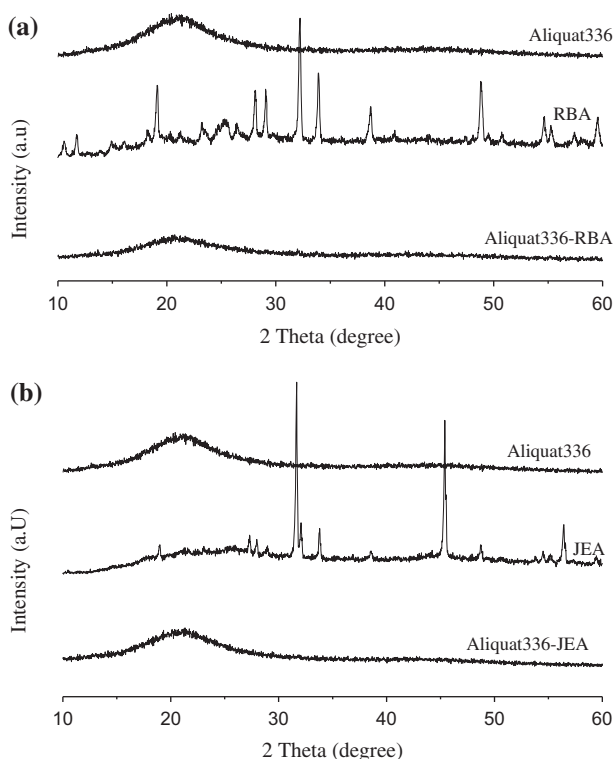 (a)
Aliquat336
RBA
Aliquat336-RBA
Intensity (a.u)
10 20 30 40 50 60
2 Theta (degree)
(b)
Aliquat336
JEA
Aliquat336-JEA
Intensity (a.U)
10 20 30 40 50 60
2 Theta (degree)